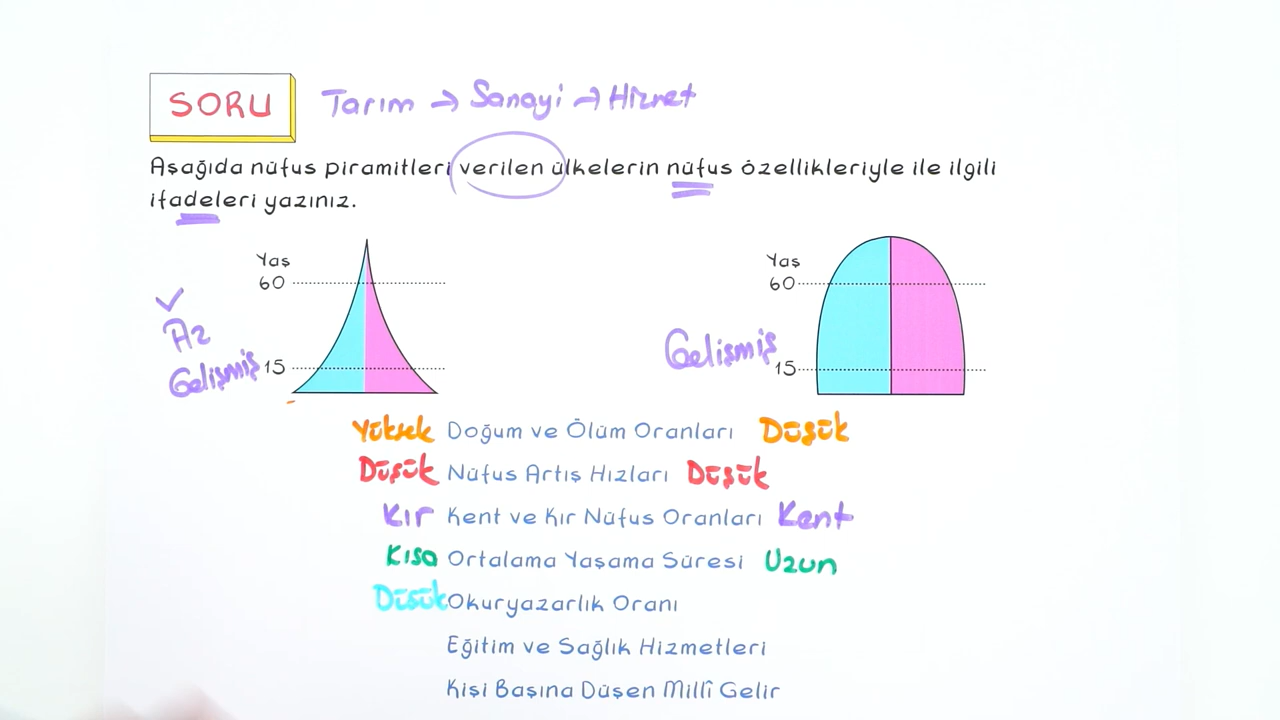 SORU Tarım → Sanayi → Hizmet
Aşağıda nüfus piramitleri verilen ülkelerin nüfus özellikleriyle ile ilgili
ifadeleri yazınız.
Yaş
60
15
Az
Gelişmiş
Yaş
60
15
Gelişmiş
Yüksek Doğum ve Ölüm Oranları Düşük
Düşük Nüfus Artış Hızları Düşük
Kır Kent ve Kır Nüfus Oranları Kent
Kısa Ortalama Yaşama Süresi Uzun
Düşük Okuryazarlık Oranı
Eğitim ve Sağlık Hizmetleri
Kişi Başına Düşen Millî Gelir